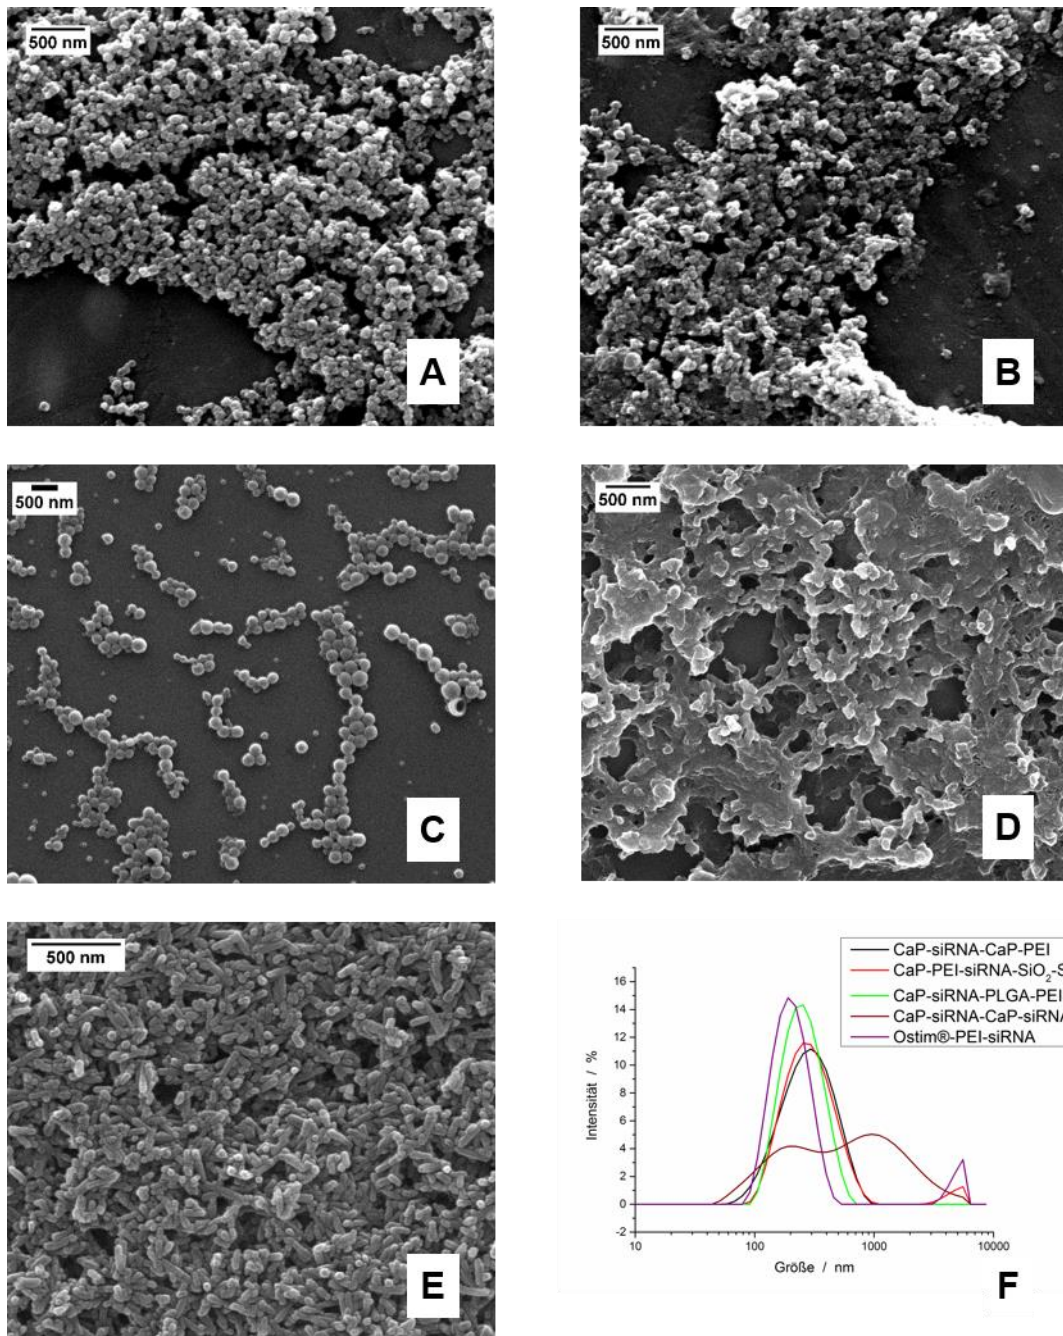 500 nm
500 nm
A
B
500 nm
500 nm
C
D
500 nm
E
CaP-siRNA-CaP-PEI
CaP-PEI-siRNA-SiO₂-S
CaP-siRNA-PLGA-PEI
CaP-siRNA-CaP-siRNA
Ostim®-PEI-siRNA
Intensität / %
16
14
12
10
8
6
4
2
0
-2
10
100
1000
10000
Größe / nm
F